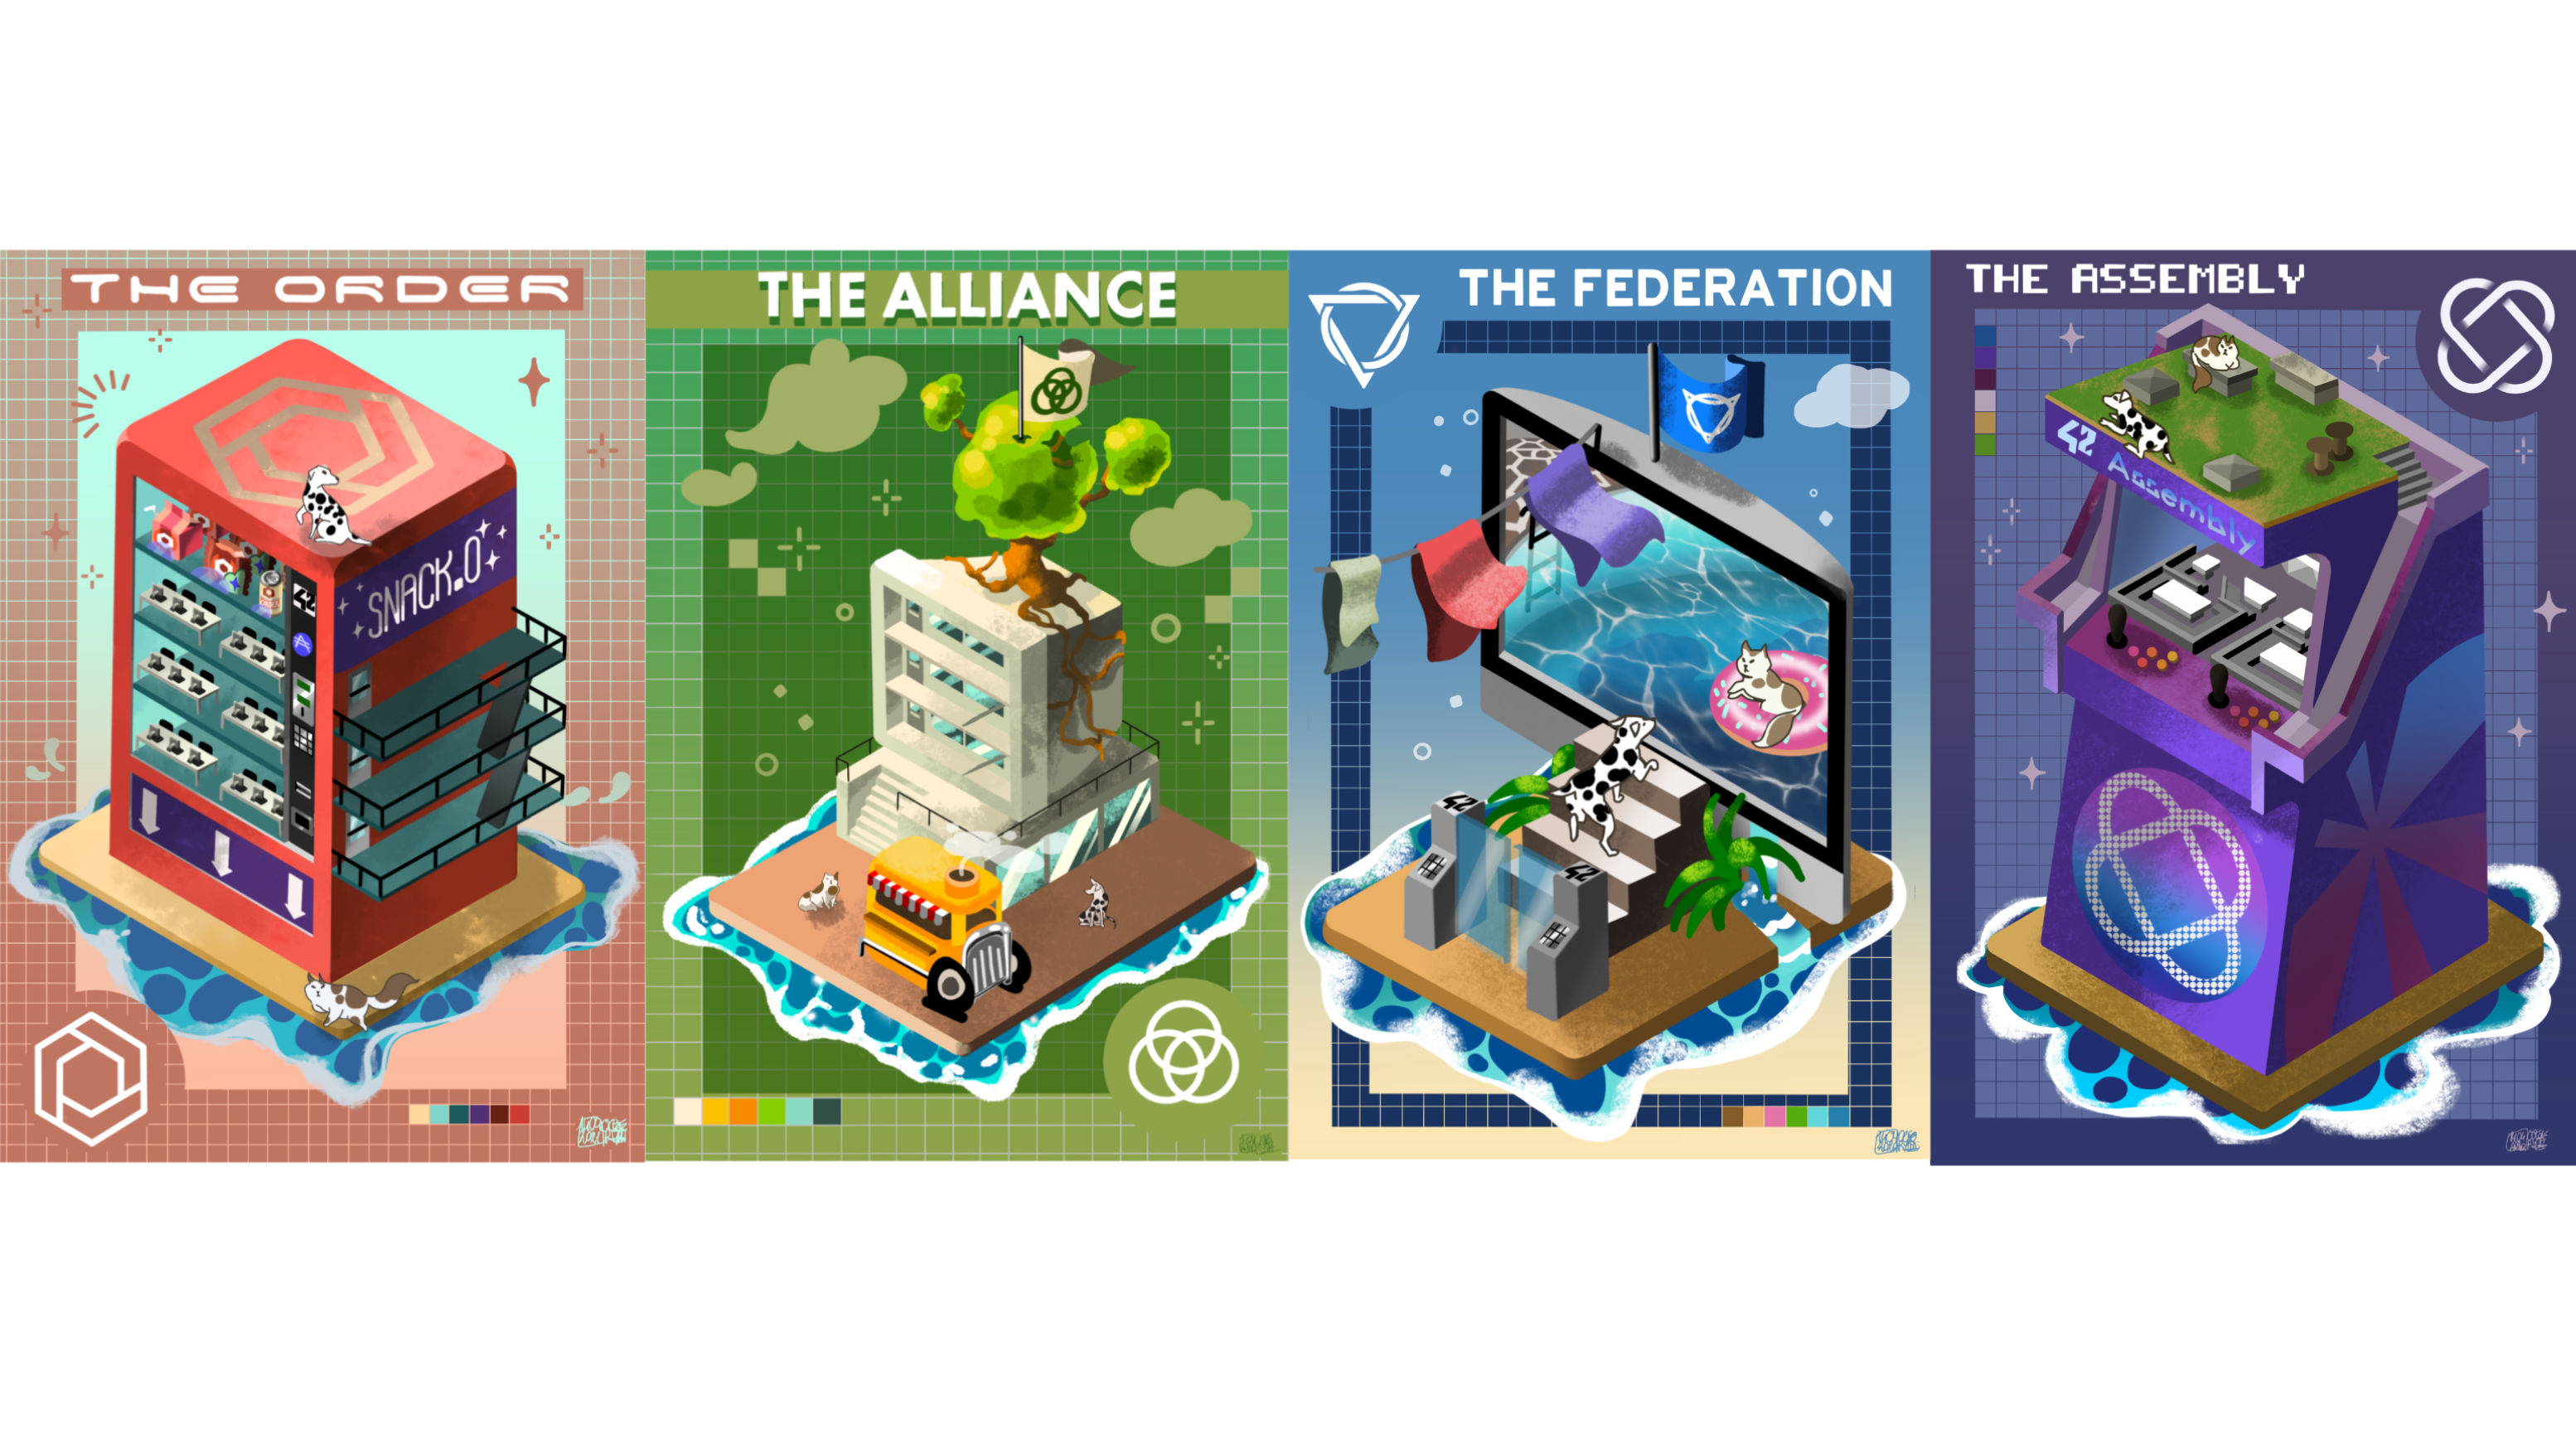 THE ORDER
SNACK.O
42
THE ALLIANCE
THE FEDERATION
42
42
THE ASSEMBLY
42 Assembly